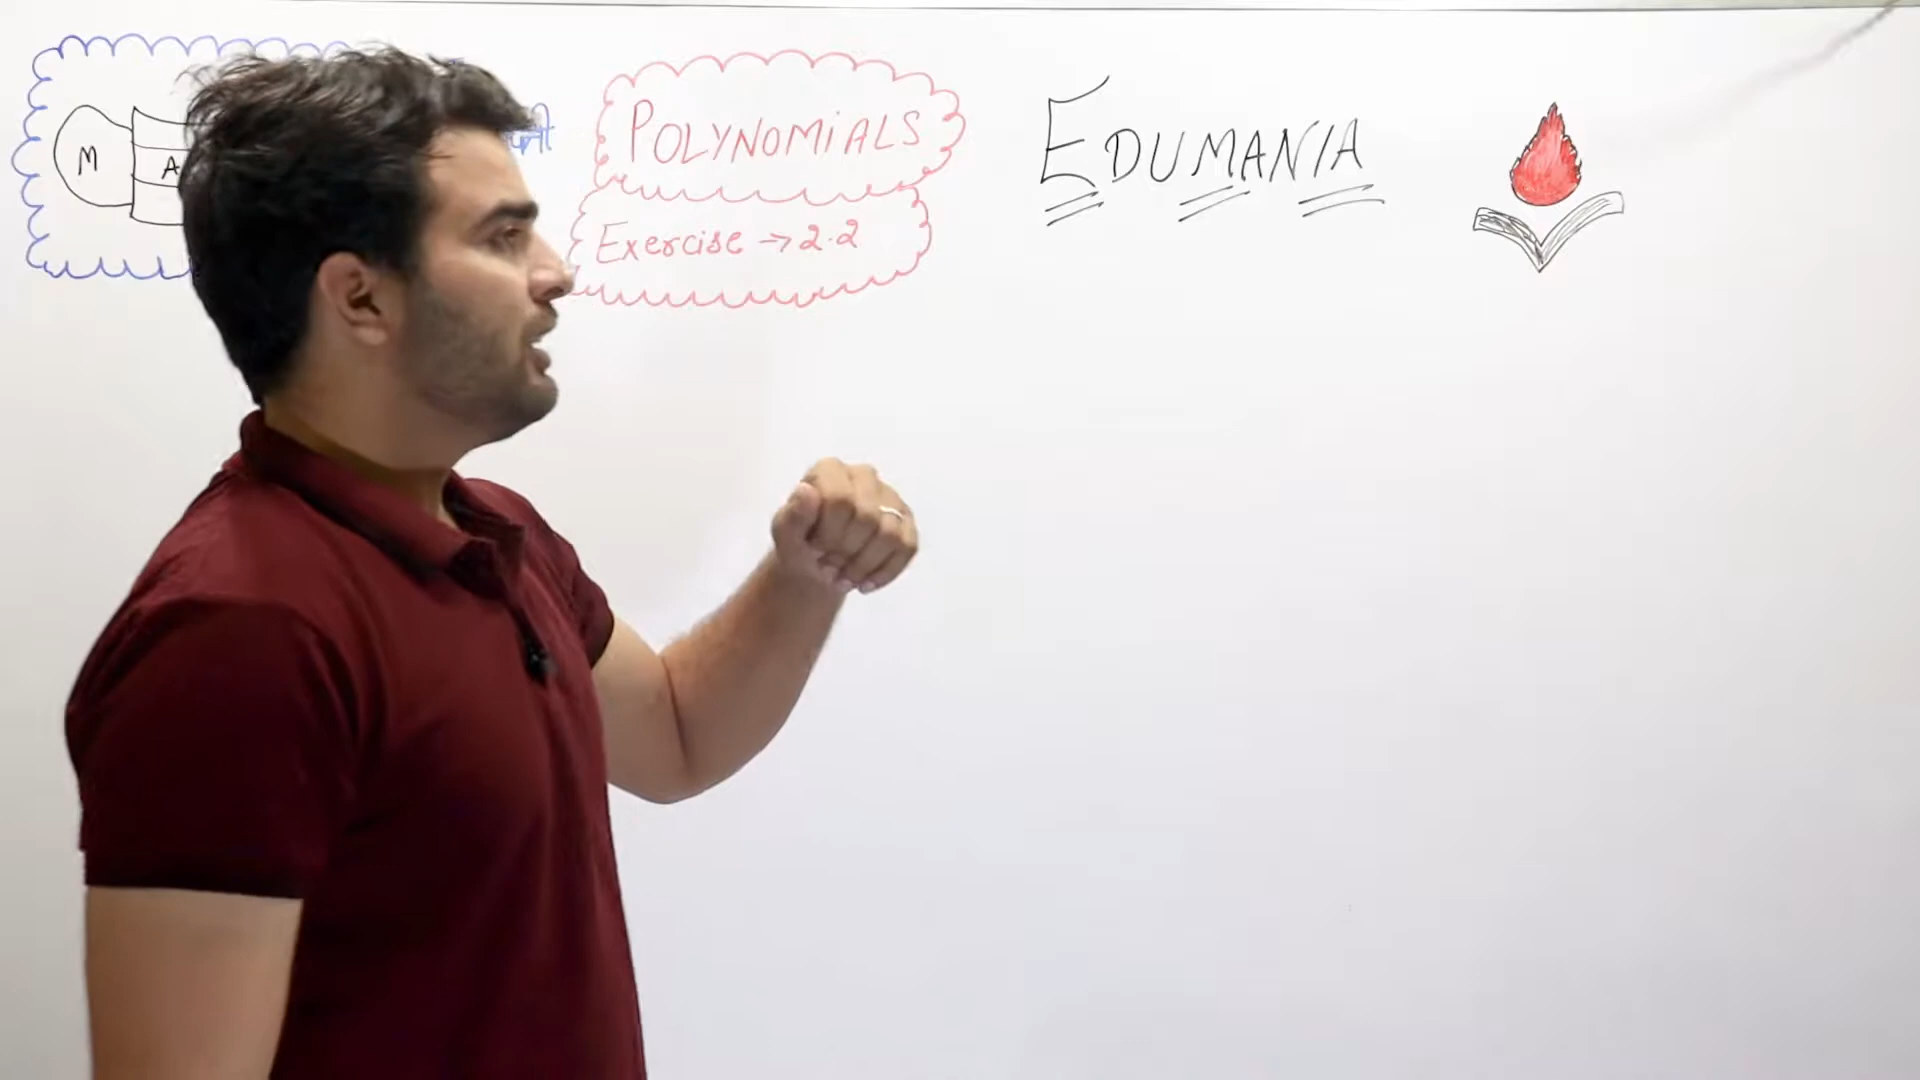 M A
POLYNOMIALS
Exercise → 2.2
EDUMANIA